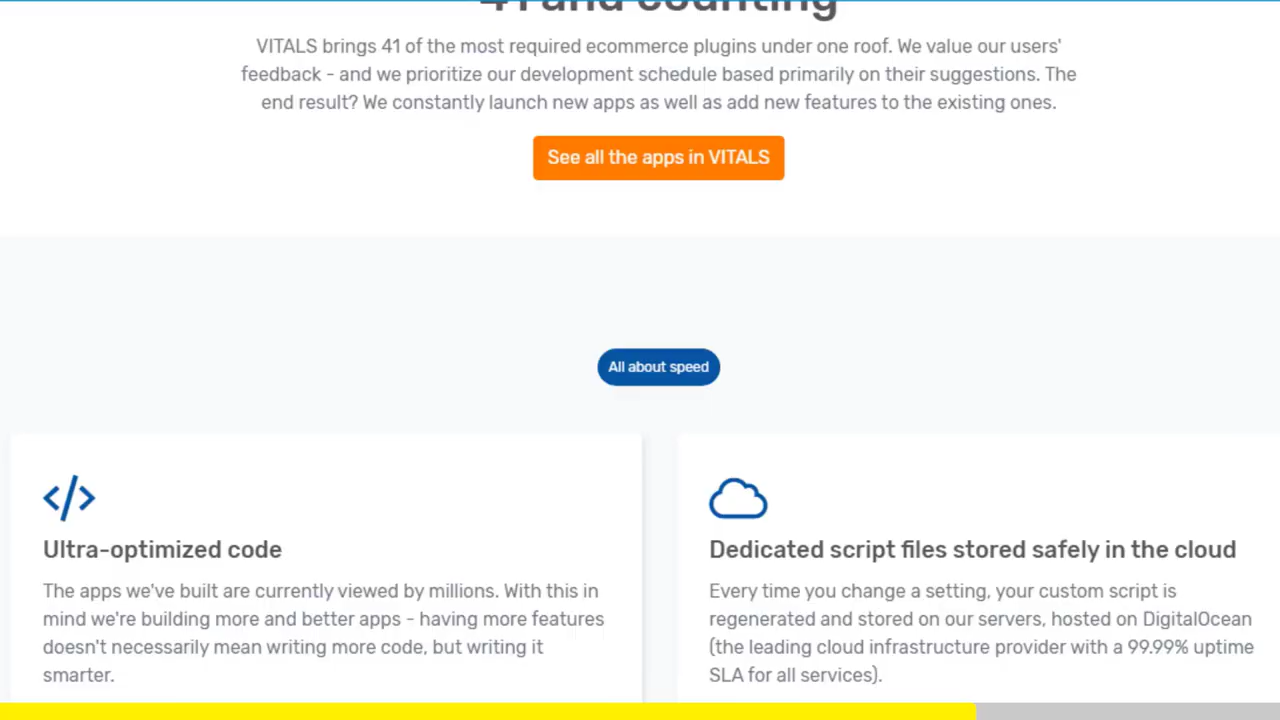 41 and counting
VITALS brings 41 of the most required ecommerce plugins under one roof. We value our users'
feedback - and we prioritize our development schedule based primarily on their suggestions. The
end result? We constantly launch new apps as well as add new features to the existing ones.
See all the apps in VITALS
All about speed
Ultra-optimized code
The apps we've built are currently viewed by millions. With this in
mind we're building more and better apps - having more features
doesn't necessarily mean writing more code, but writing it
smarter.
Dedicated script files stored safely in the cloud
Every time you change a setting, your custom script is
regenerated and stored on our servers, hosted on DigitalOcean
(the leading cloud infrastructure provider with a 99.99% uptime
SLA for all services).